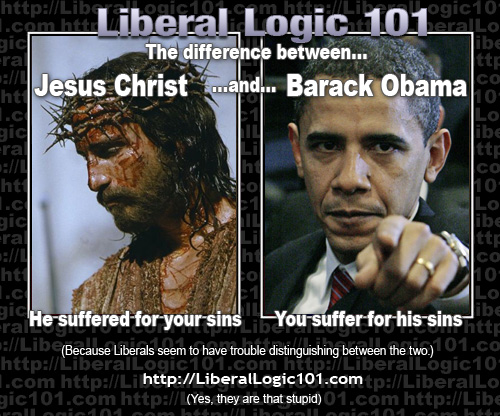 Liberal Logic 101
The difference between...
Jesus Christ ...and... Barack Obama
He suffered for your sins You suffer for his sins
(Because Liberals seem to have trouble distinguishing between the two.)
http://LiberalLogic101.com
(Yes, they are that stupid)